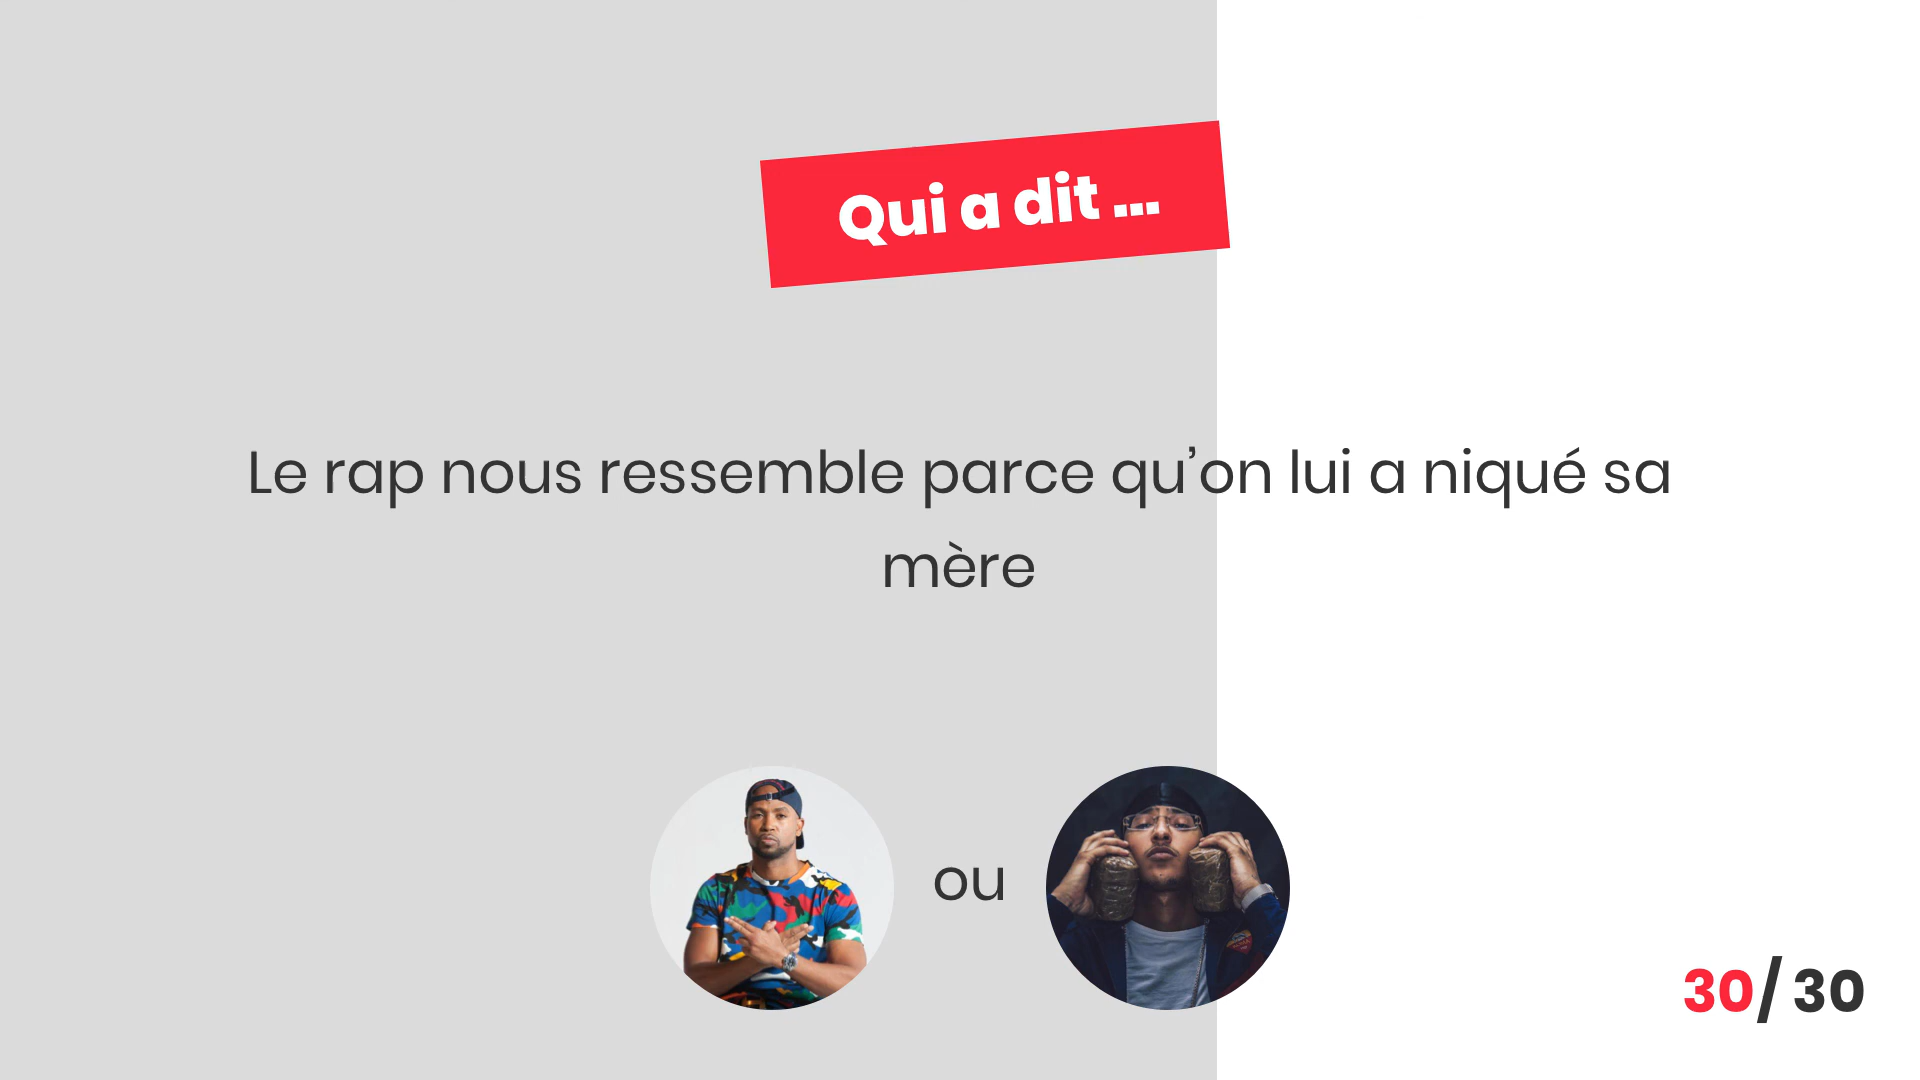 Qui a dit ...
Le rap nous ressemble parce qu’on lui a niqué sa
mère
ou
30/ 30